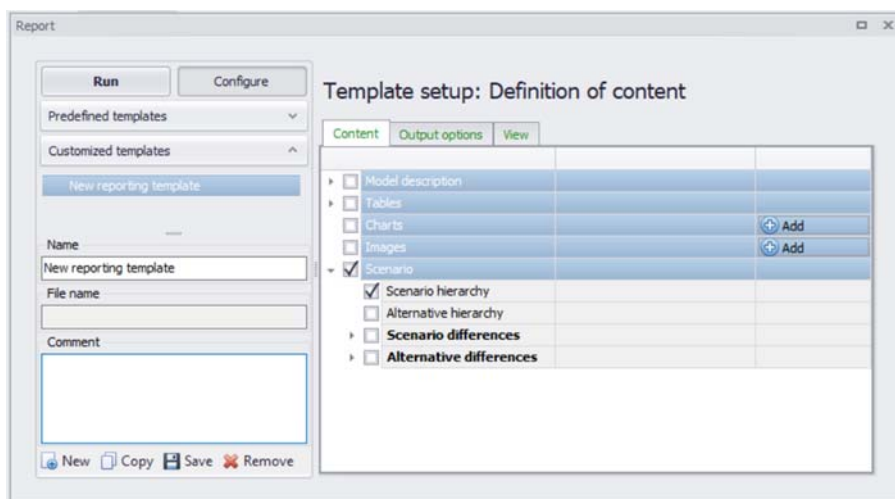 Report
Run
Configure
Predefined templates
Customized templates
New reporting template
Name
New reporting template
File name
Comment
New
Copy
Save
Remove
Template setup: Definition of content
Content
Output options
View
Model description
Tables
Charts
Add
Images
Add
Scenario
Scenario hierarchy
Alternative hierarchy
Scenario differences
Alternative differences